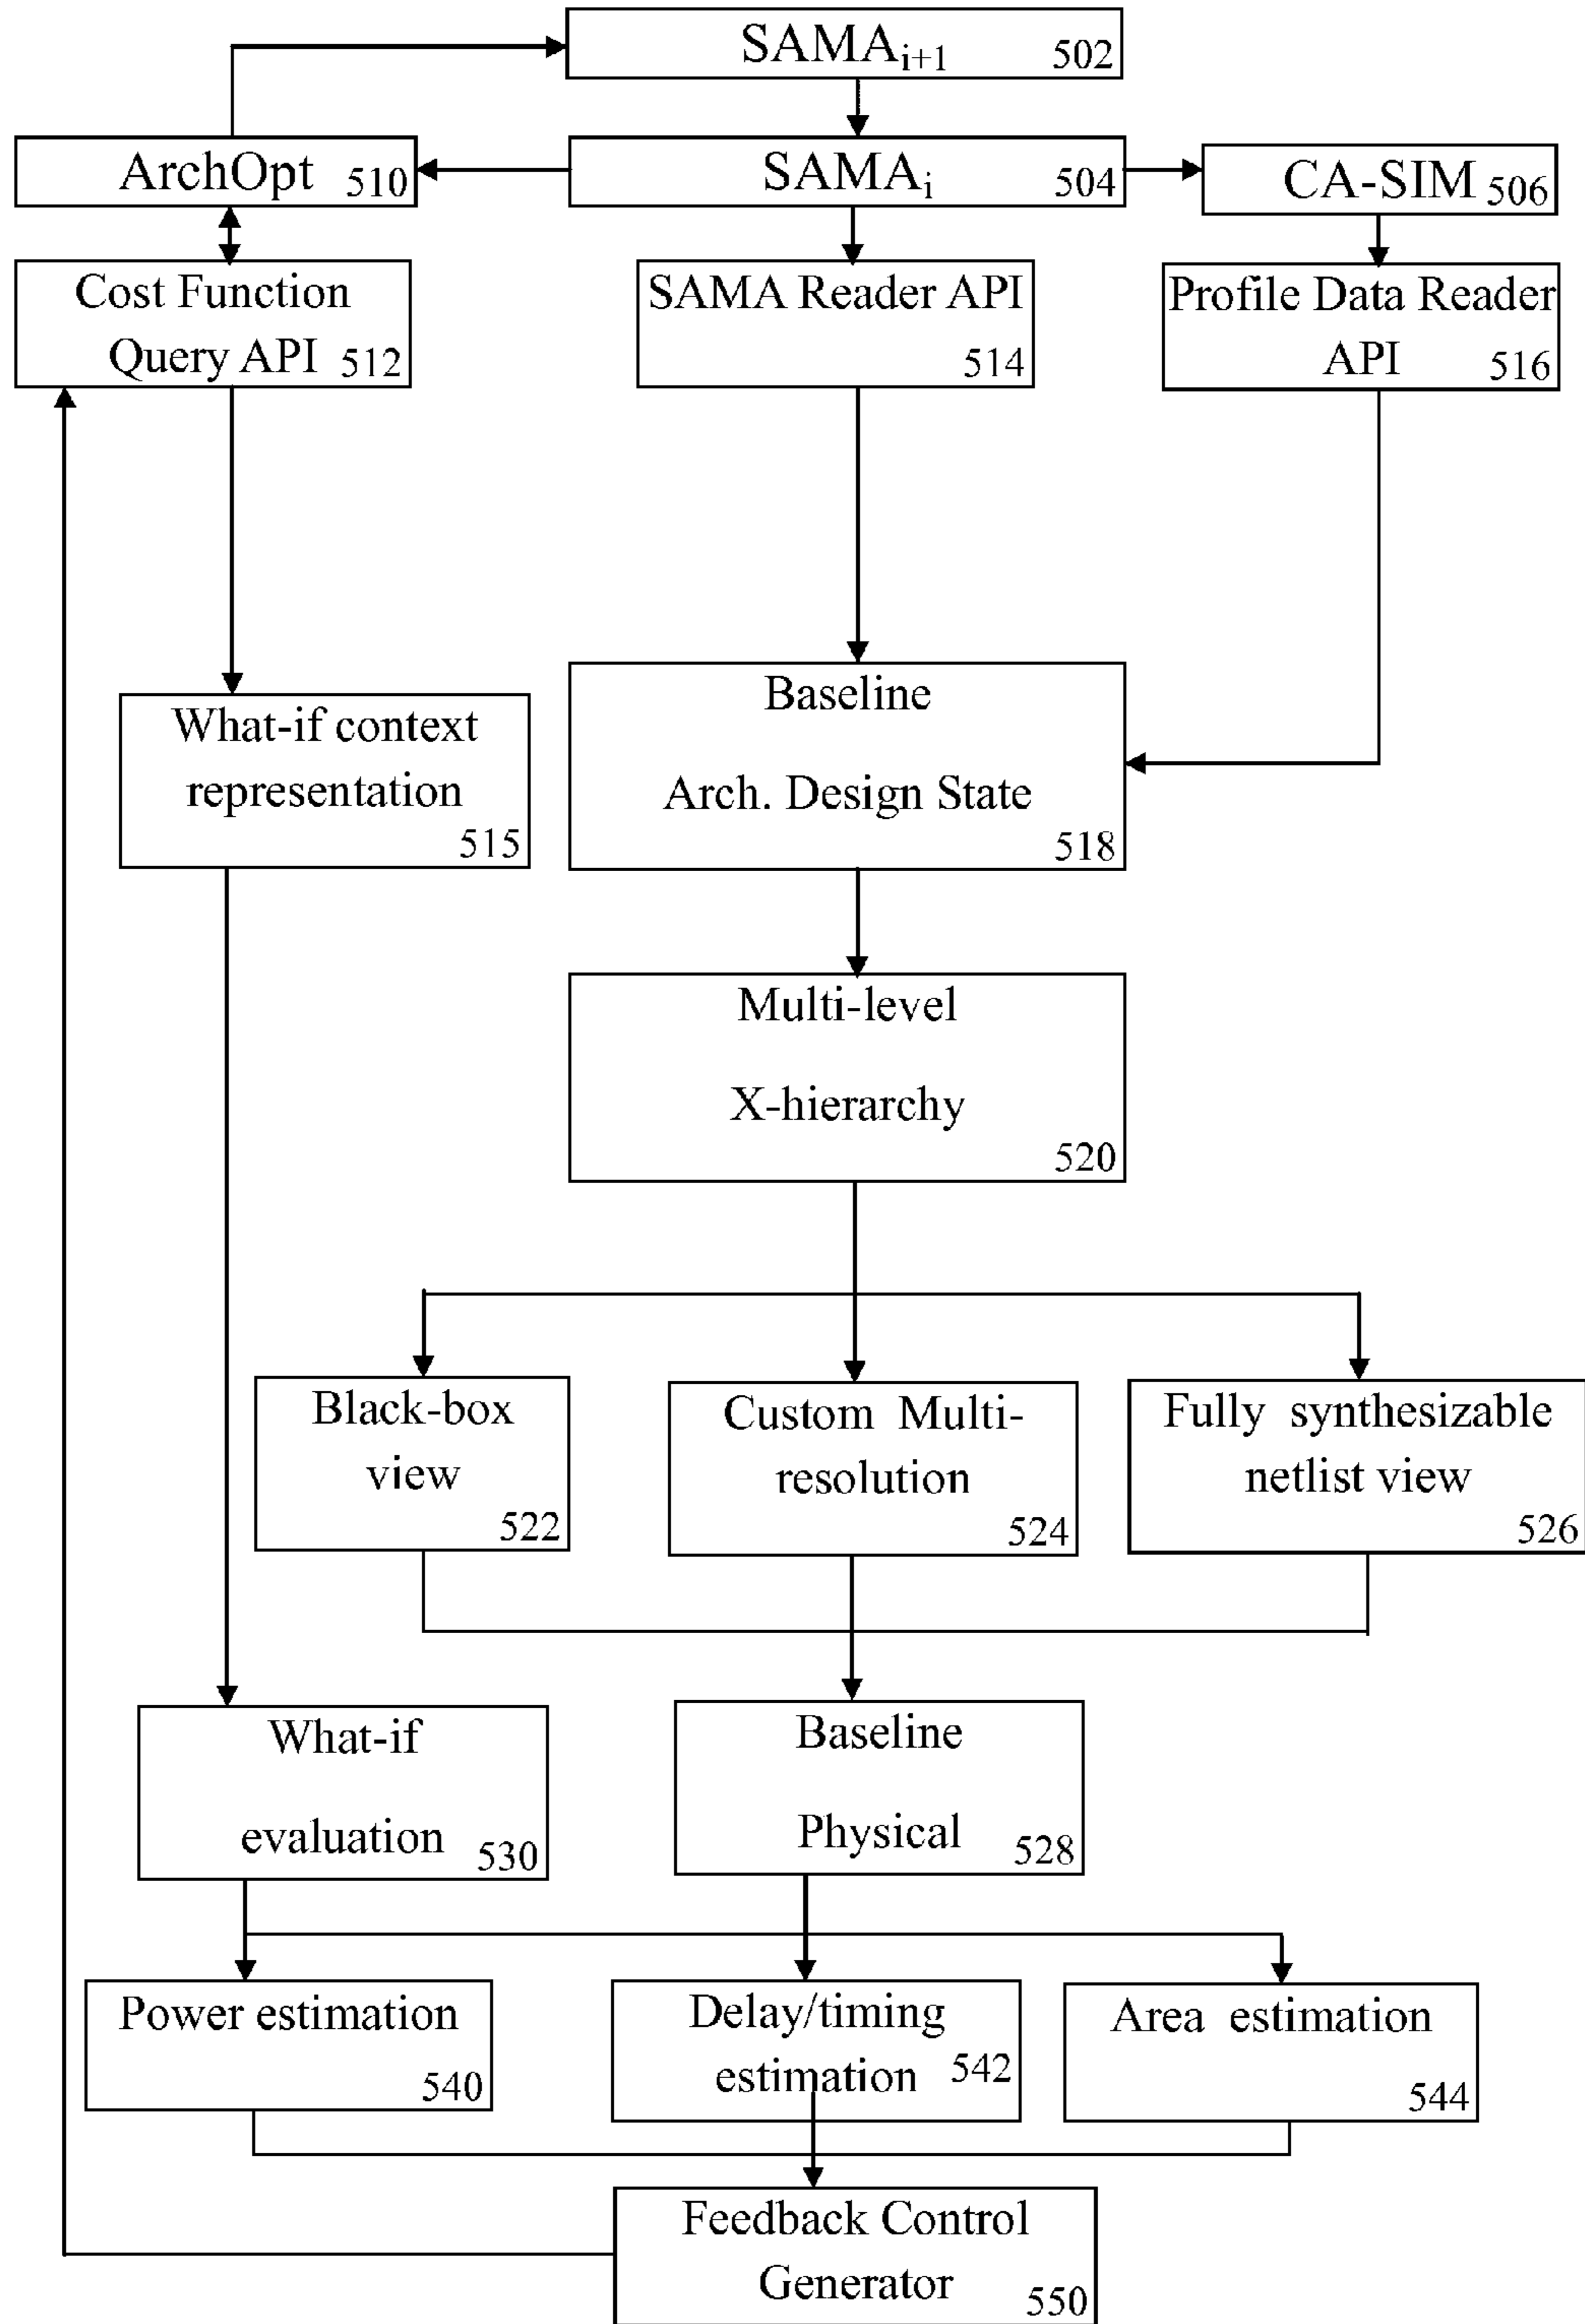 SAMAi+1 502
ArchOpt 510
SAMAi 504
CA-SIM 506
Cost Function
Query API 512
SAMA Reader API
514
Profile Data Reader
API 516
What-if context
representation
515
Baseline
Arch. Design State
518
Multi-level
X-hierarchy
520
Black-box
view
522
Custom Multi-
resolution
524
Fully synthesizable
netlist view
526
What-if
evaluation 530
Baseline
Physical 528
Power estimation
540
Delay/timing
estimation 542
Area estimation
544
Feedback Control
Generator 550